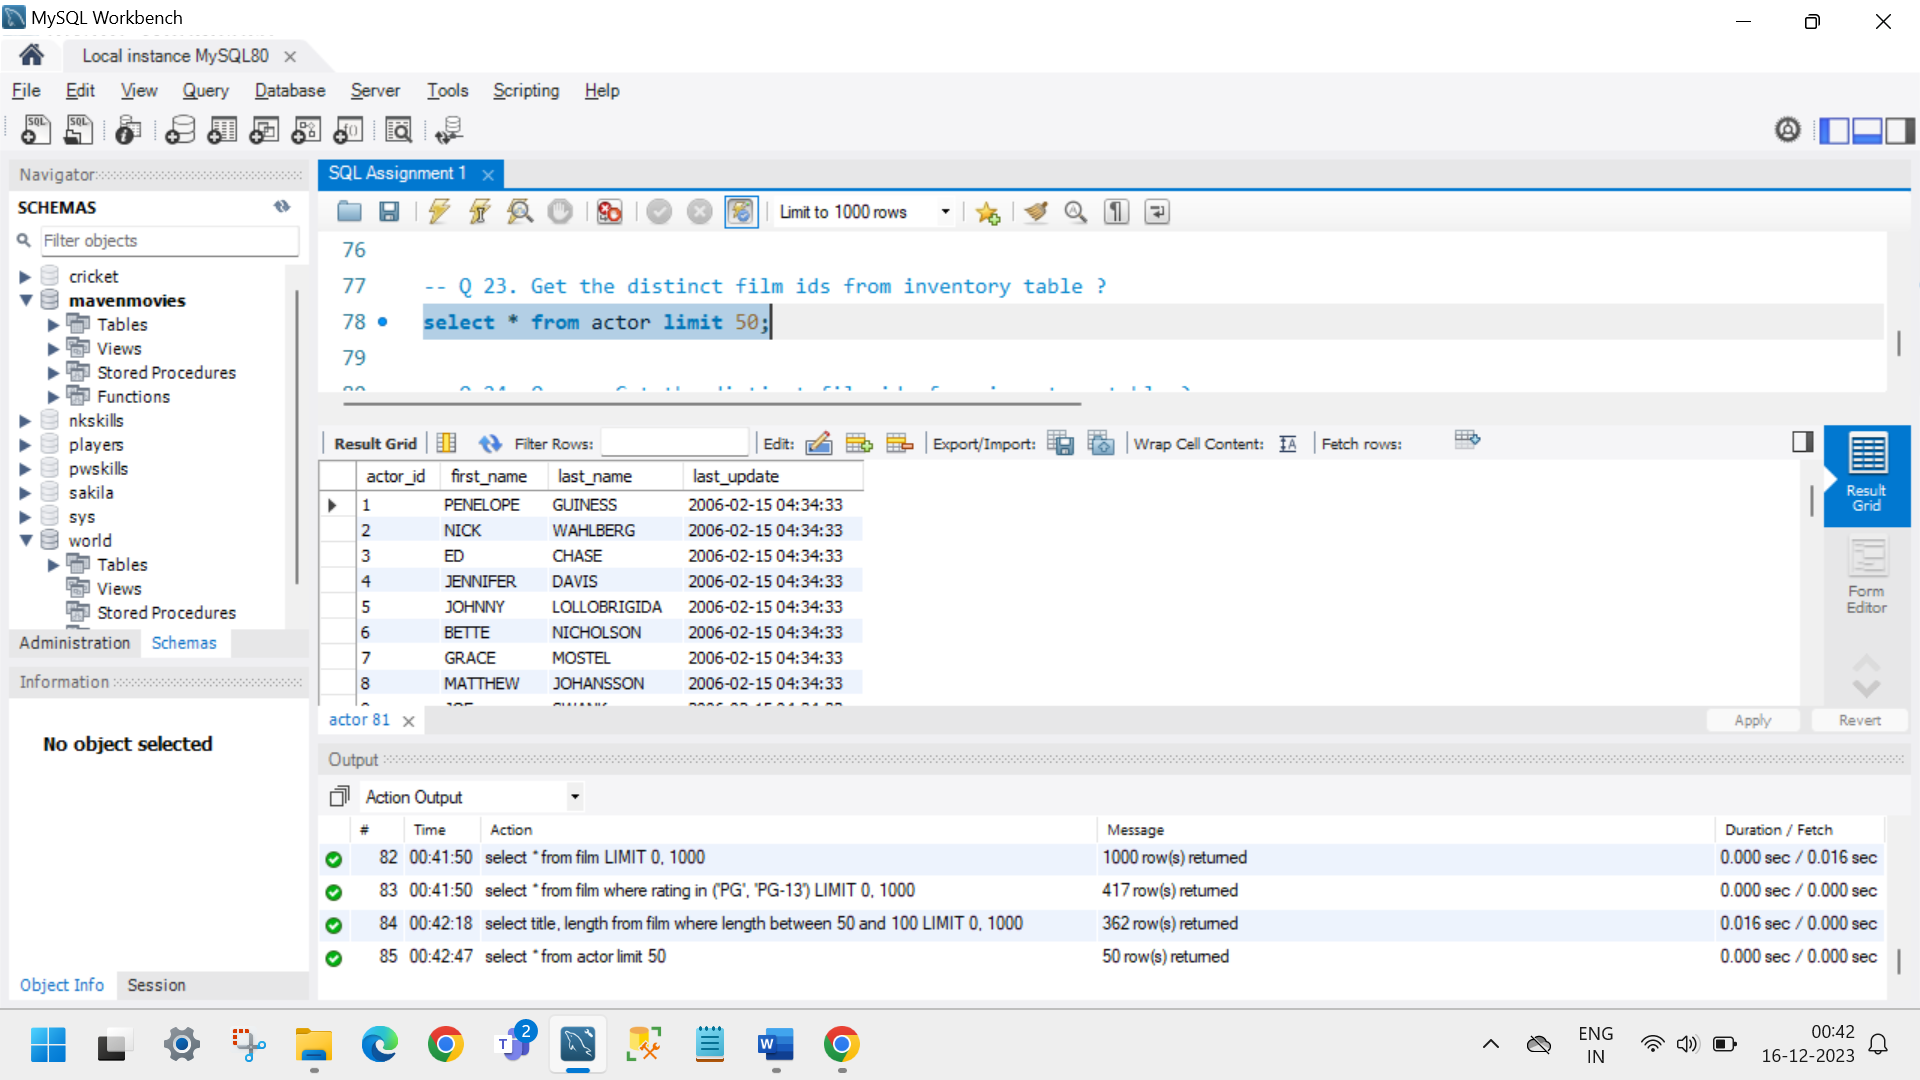 MySQL Workbench
Local instance MySQL80
File Edit View Query Database Server Tools Scripting Help
Navigator
SCHEMAS
Filter objects
cricket
mavenmovies
Tables
Views
Stored Procedures
Functions
nkskills
players
pwskills
sakila
sys
world
Tables
Views
Stored Procedures
Administration Schemas
Information
No object selected
Object Info Session
SQL Assignment 1
Limit to 1000 rows
76
77 -- Q 23. Get the distinct film ids from inventory table ?
78 select * from actor limit 50;
79
Result Grid Filter Rows: Edit: Export/Import: Wrap Cell Content: Fetch rows:
actor_id first_name last_name last_update
1 PENELOPE GUINESS 2006-02-15 04:34:33
2 NICK WAHLBERG 2006-02-15 04:34:33
3 ED CHASE 2006-02-15 04:34:33
4 JENNIFER DAVIS 2006-02-15 04:34:33
5 JOHNNY LOLLOBRIGIDA 2006-02-15 04:34:33
6 BETTE NICHOLSON 2006-02-15 04:34:33
7 GRACE MOSTEL 2006-02-15 04:34:33
8 MATTHEW JOHANSSON 2006-02-15 04:34:33
Result
Grid
Form
Editor
actor 81
Apply Revert
Output
Action Output
# Time Action Message Duration / Fetch
82 00:41:50 select * from film LIMIT 0, 1000 1000 row(s) returned 0.000 sec / 0.016 sec
83 00:41:50 select * from film where rating in ('PG', 'PG-13') LIMIT 0, 1000 417 row(s) returned 0.000 sec / 0.000 sec
84 00:42:18 select title, length from film where length between 50 and 100 LIMIT 0, 1000 362 row(s) returned 0.016 sec / 0.000 sec
85 00:42:47 select * from actor limit 50 50 row(s) returned 0.000 sec / 0.000 sec
2
ENG
IN
00:42
16-12-2023